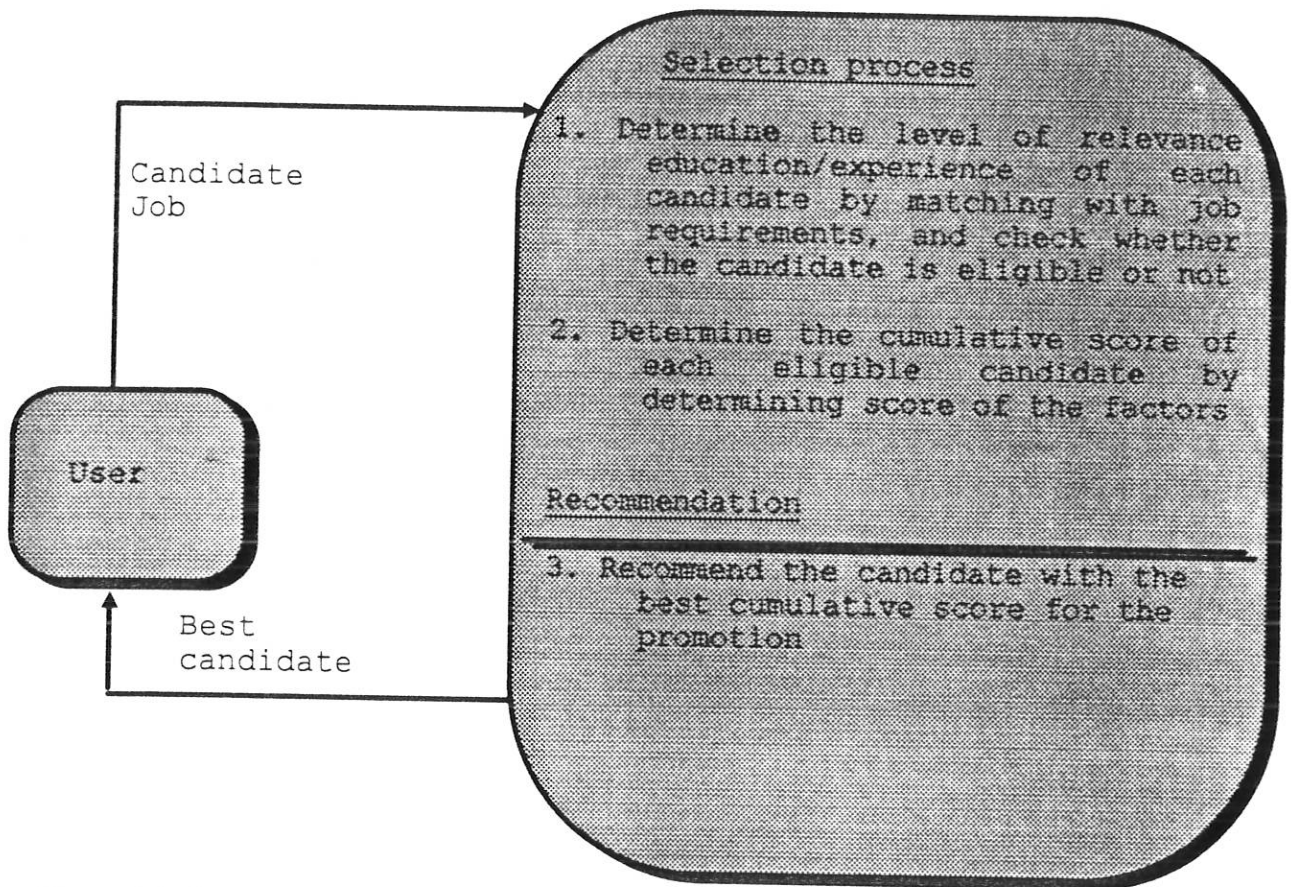 Selection process
1. Determine the level of relevance
education/experience of each
candidate by matching with job
requirements, and check whether
the candidate is eligible or not
Candidate
Job
2. Determine the cumulative score of
each eligible candidate by
determining score of the factors
User
Recommendation
3. Recommend the candidate with the
best cumulative score for the
promotion
Best
candidate